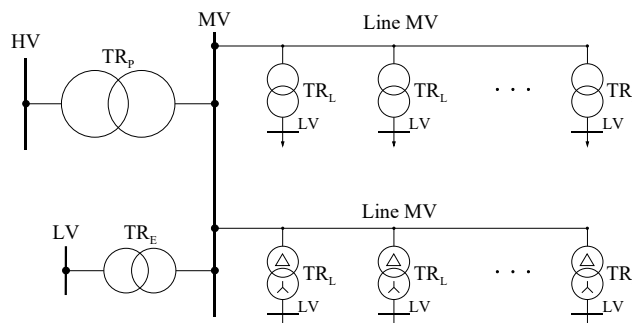 MV
Line MV
HV
TR_P
TR_L
TR_L
. . .
TR
LV
LV
LV
Line MV
LV
TR_E
TR_L
TR_L
. . .
TR
LV
LV
LV